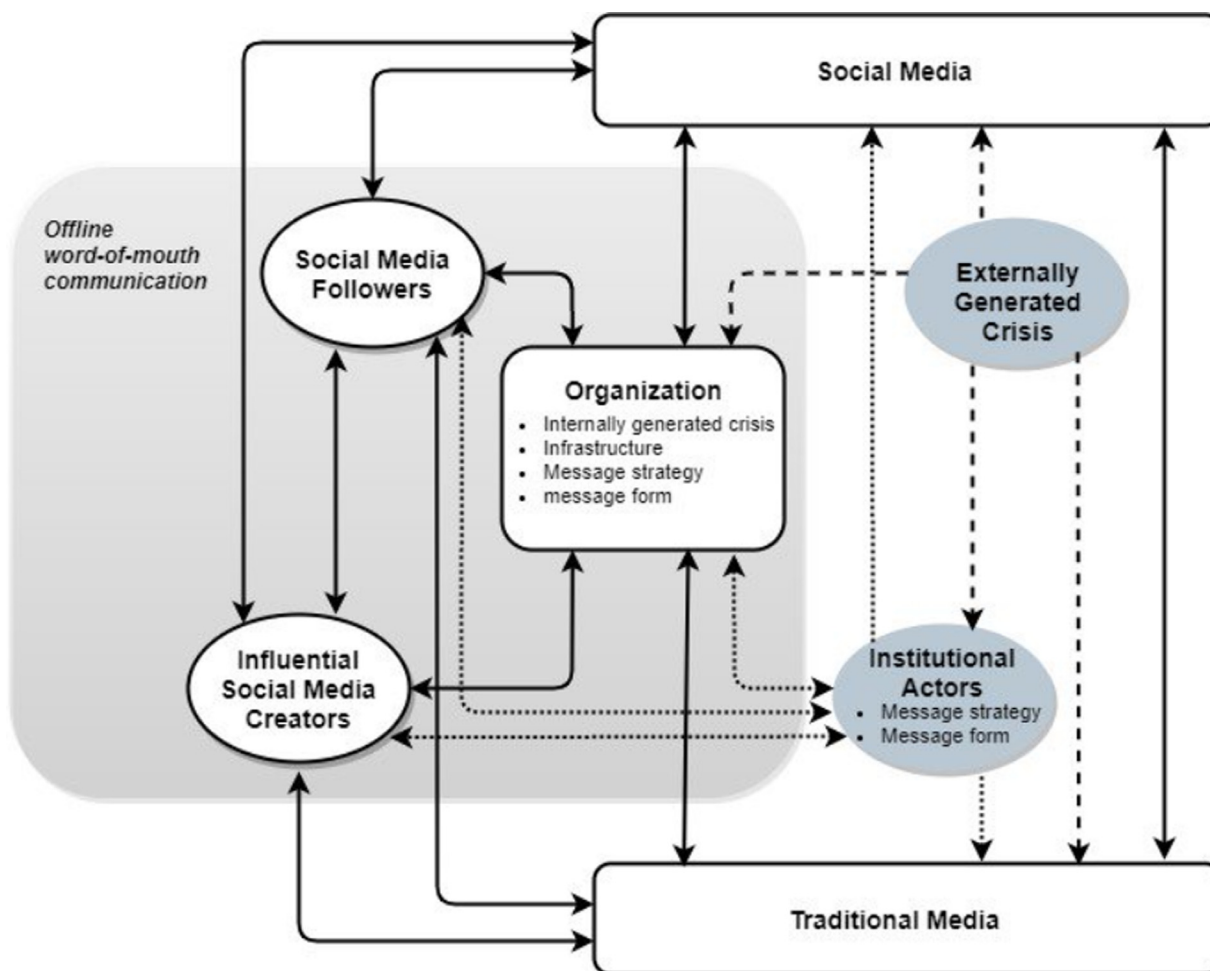 Social Media
Offline
word-of-mouth
communication
Social Media
Followers
Externally
Generated
Crisis
Organization
• Internally generated crisis
• Infrastructure
• Message strategy
• message form
Influential
Social Media
Creators
Institutional
Actors
• Message strategy
• Message form
Traditional Media